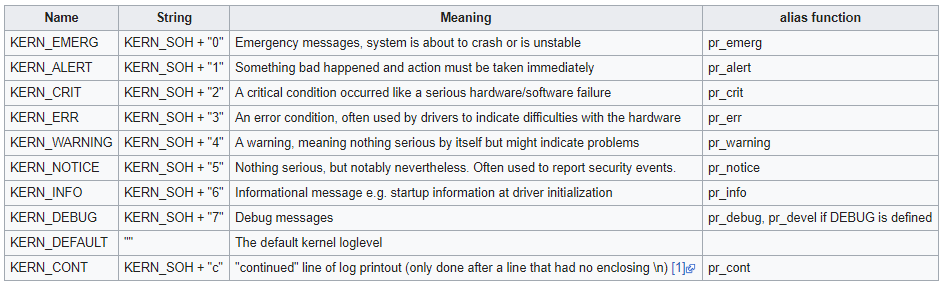 Name String Meaning alias function
KERN_EMERG KERN_SOH + "0" Emergency messages, system is about to crash or is unstable pr_emerg
KERN_ALERT KERN_SOH + "1" Something bad happened and action must be taken immediately pr_alert
KERN_CRIT KERN_SOH + "2" A critical condition occurred like a serious hardware/software failure pr_crit
KERN_ERR KERN_SOH + "3" An error condition, often used by drivers to indicate difficulties with the hardware pr_err
KERN_WARNING KERN_SOH + "4" A warning, meaning nothing serious by itself but might indicate problems pr_warning
KERN_NOTICE KERN_SOH + "5" Nothing serious, but notably nevertheless. Often used to report security events. pr_notice
KERN_INFO KERN_SOH + "6" Informational message e.g. startup information at driver initialization pr_info
KERN_DEBUG KERN_SOH + "7" Debug messages pr_debug, pr_devel if DEBUG is defined
KERN_DEFAULT "" The default kernel loglevel
KERN_CONT KERN_SOH + "c" "continued" line of log printout (only done after a line that had no enclosing \n) [1] pr_cont